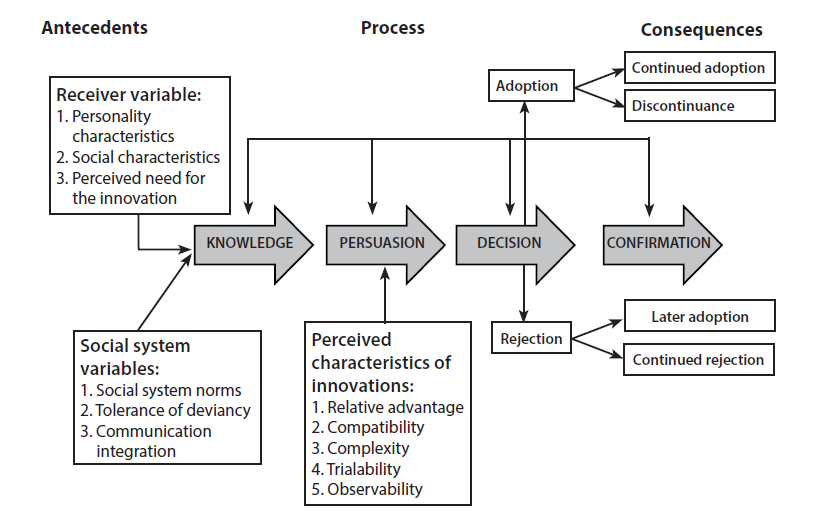 Antecedents
Process
Consequences
Receiver variable:
1. Personality
characteristics
2. Social characteristics
3. Perceived need for
the innovation
Adoption
Continued adoption
Discontinuance
KNOWLEDGE
PERSUASION
DECISION
CONFIRMATION
Social system
variables:
1. Social system norms
2. Tolerance of deviancy
3. Communication
integration
Perceived
characteristics of
innovations:
1. Relative advantage
2. Compatibility
3. Complexity
4. Trialability
5. Observability
Rejection
Later adoption
Continued rejection